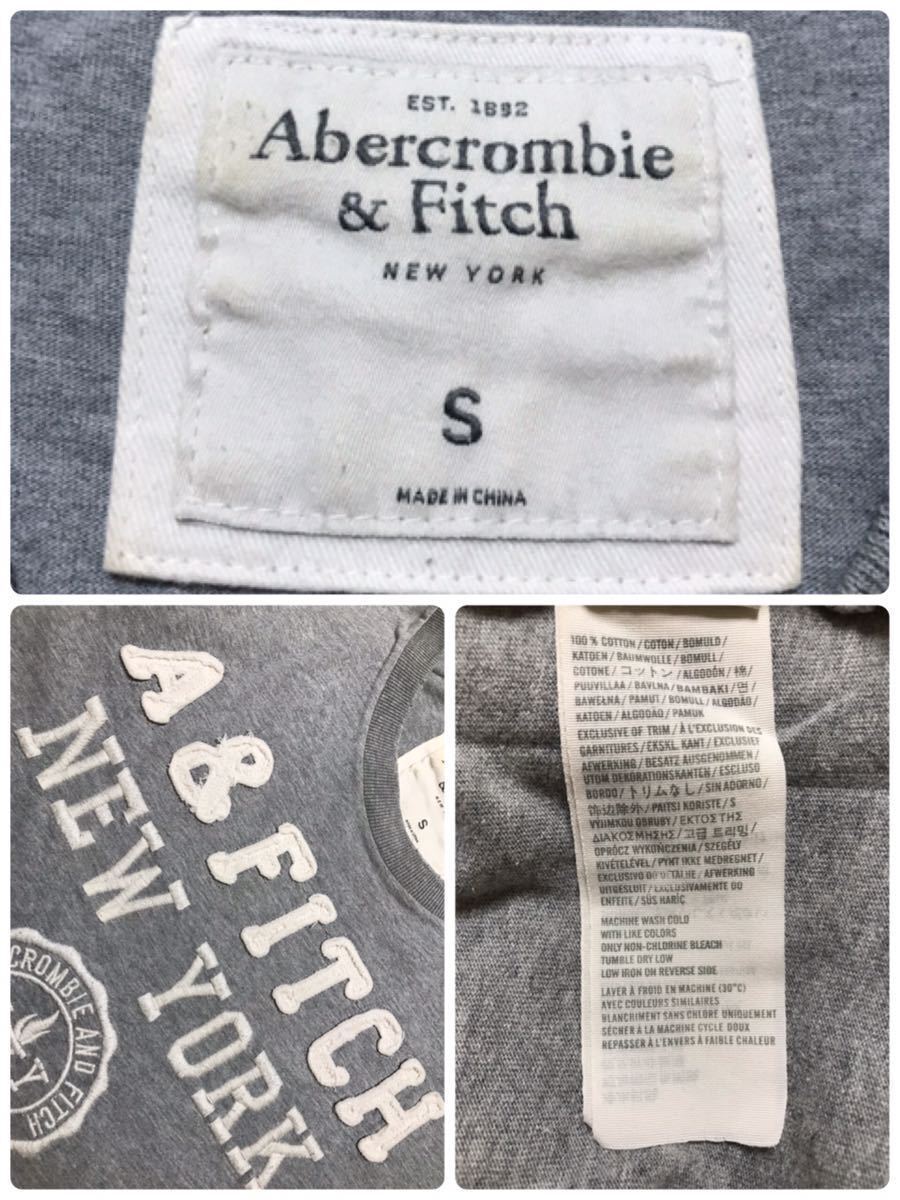 EST. 1892
Abercrombie
& Fitch
NEW YORK
S
MADE IN CHINA
A & FITCH
NEW YORK
CROMBIE AND FITCH
S
100 % COTTON / COTON / BOMULD /
KATOEN / BAUMWOLLE / BOMULL /
COTONE / コットン / ALGODÓN / 棉 /
PUUVILLAA / BAVLNA / BAMBAKI / 면 /
BAWEŁNA / PAMUT / BOMULL / ALGODÃO /
KATOEN / ALGODÃO / PAMUK
EXCLUSIVE OF TRIM / À L'EXCLUSION DES
GARNITURES / EKSKL. KANT / EXCLUSIEF
AFWERKING / BESATZ AUSGENOMMEN /
UTOM DEKORATIONSKANTEN / ESCLUSO
BORDO / トリムなし / SIN ADORNO /
饰边除外 / PAITSI KORISTE / S
VÝJIMKOU OBRUBY / ΕΚΤΟΣ ΤΗΣ
ΔΙΑΚΟΣΜΗΣΗΣ / 고급 트리밍 /
OPRÓCZ WYKOŃCZENIA / SZEGÉLY
KIVÉTELÉVEL / PYNT IKKE MEDREGNET /
EXCLUSIVO DO DETALHE / AFWERKING
UITGESLUIT / EXCLUSIVAMENTE DO
ENFEITE / SÜS HARİÇ
MACHINE WASH COLD
WITH LIKE COLORS
ONLY NON-CHLORINE BLEACH
TUMBLE DRY LOW
LOW IRON ON REVERSE SIDE
LAVER À FROID EN MACHINE (30°C)
AVEC COULEURS SIMILAIRES
BLANCHIMENT SANS CHLORE UNIQUEMENT
SÉCHER À LA MACHINE CYCLE DOUX
REPASSER À L'ENVERS À FAIBLE CHALEUR